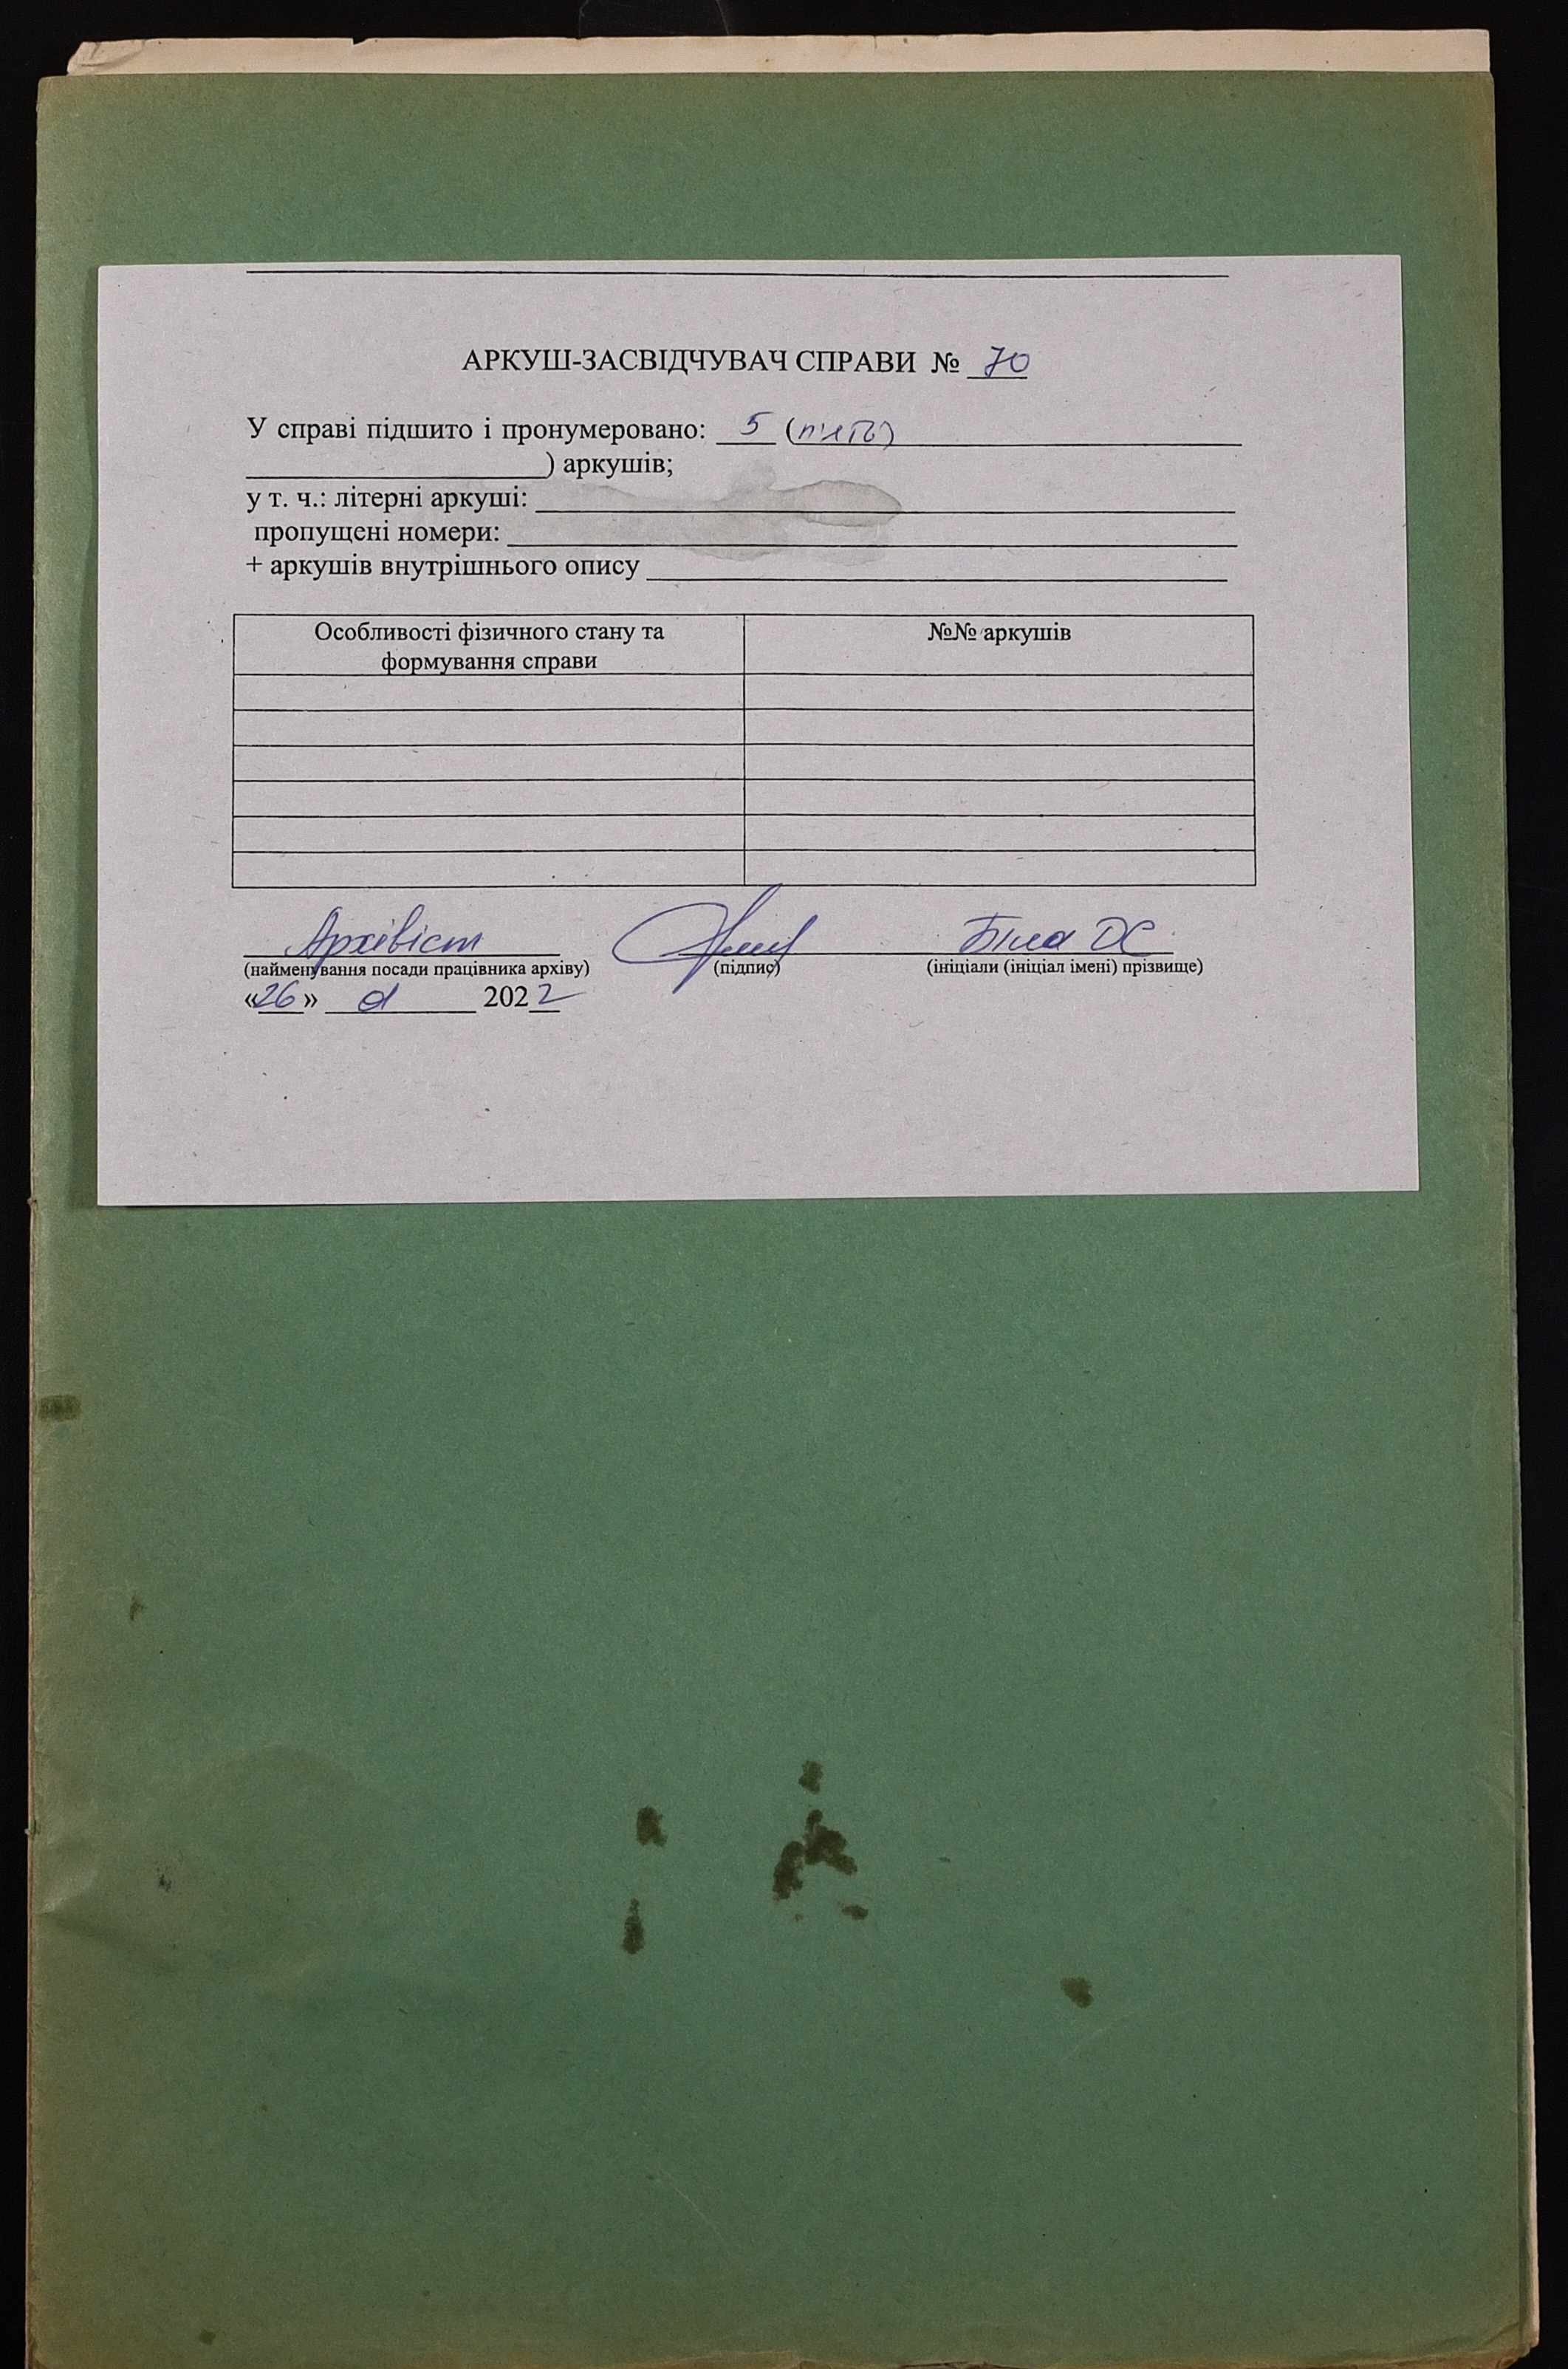 АРКУШ-ЗАСВІДЧУВАЧ СПРАВИ № 70
У справі підшито і пронумеровано: 5 (п'ять)
) аркушів;
у т. ч.: літерні аркуші:
пропущені номери:
+ аркушів внутрішнього опису
Особливості фізичного стану та
формування справи
№№ аркушів
Архівіст Біла ДС
(найменування посади працівника архіву) (підпис) (ініціали (ініціал імені) прізвище)
«26» 2022